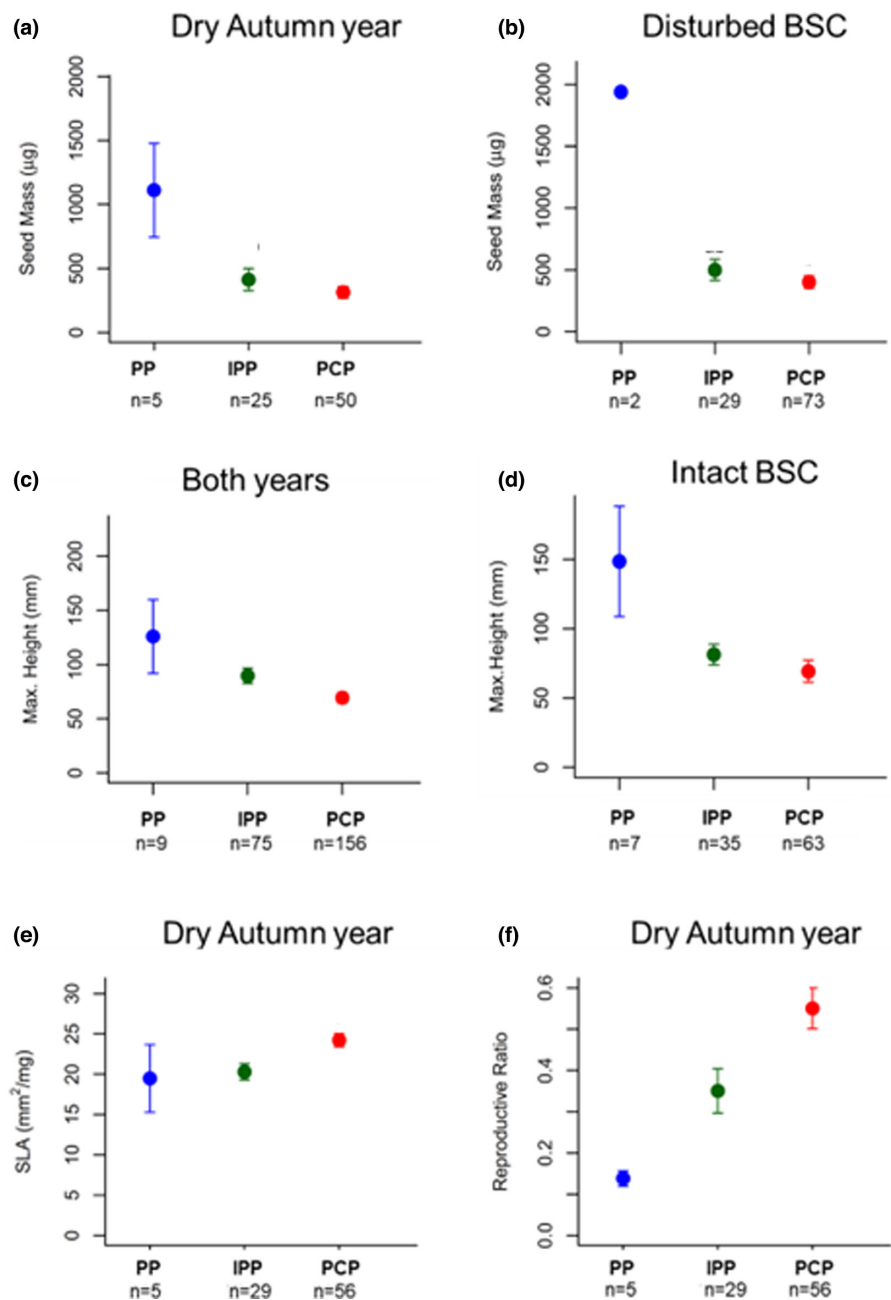 (a) Dry Autumn year
Seed Mass (µg)
2000
1500
1000
500
0
PP IPP PCP
n=5 n=25 n=50
(b) Disturbed BSC
Seed Mass (µg)
2000
1500
1000
500
0
PP IPP PCP
n=2 n=29 n=73
(c) Both years
Max. Height (mm)
200
150
100
50
0
PP IPP PCP
n=9 n=75 n=156
(d) Intact BSC
Max.Height (mm)
150
100
50
0
PP IPP PCP
n=7 n=35 n=63
(e) Dry Autumn year
SLA (mm²/mg)
30
25
20
15
10
5
0
PP IPP PCP
n=5 n=29 n=56
(f) Dry Autumn year
Reproductive Ratio
0.6
0.4
0.2
0.0
PP IPP PCP
n=5 n=29 n=56